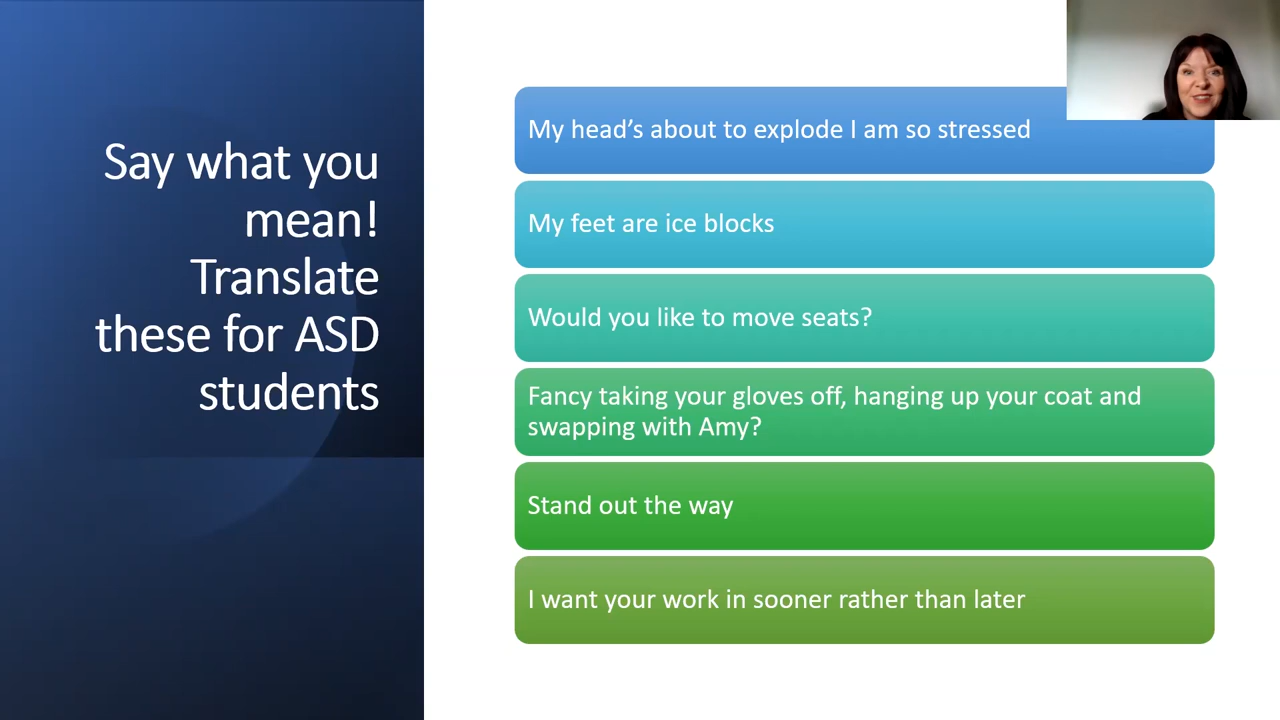 Say what you
mean!
Translate
these for ASD
students
My head’s about to explode I am so stressed
My feet are ice blocks
Would you like to move seats?
Fancy taking your gloves off, hanging up your coat and
swapping with Amy?
Stand out the way
I want your work in sooner rather than later